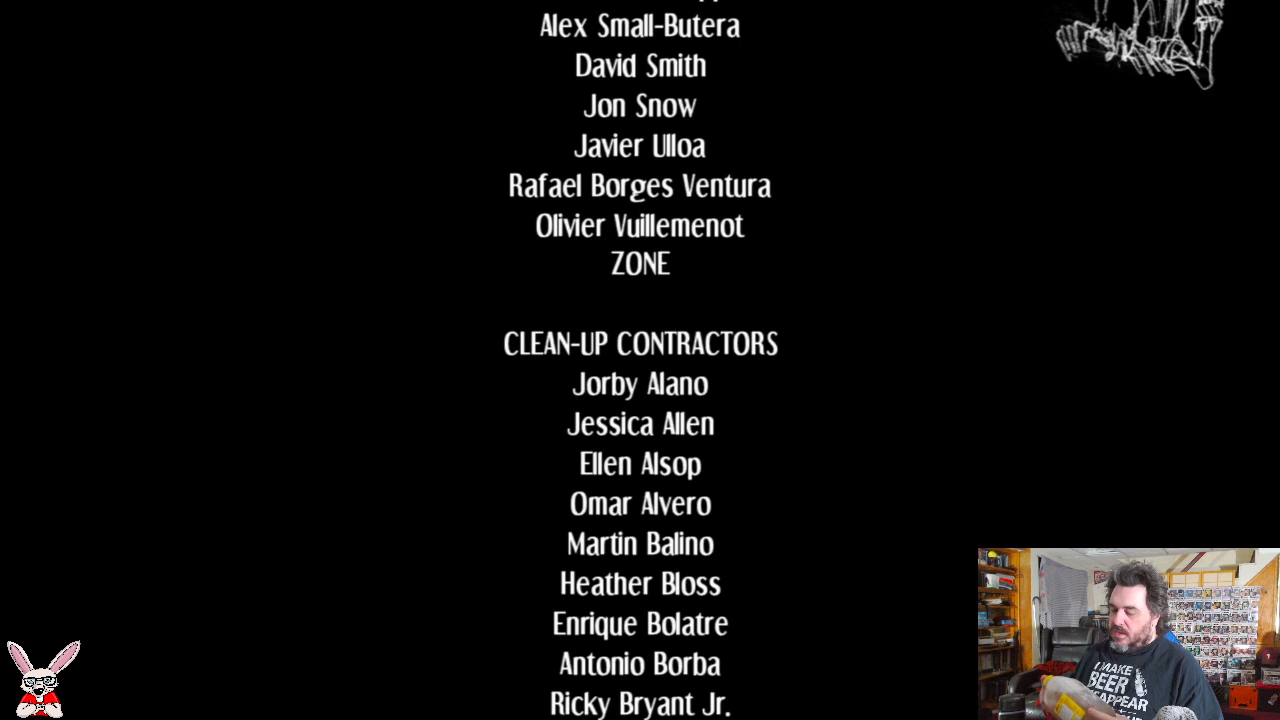 Alex Small-Butera
David Smith
Jon Snow
Javier Ulloa
Rafael Borges Ventura
Olivier Vuillemenot
ZONE
CLEAN-UP CONTRACTORS
Jorby Alano
Jessica Allen
Ellen Alsop
Omar Alvero
Martin Balino
Heather Bloss
Enrique Bolatre
Antonio Borba
Ricky Bryant Jr.
I MAKE
BEER